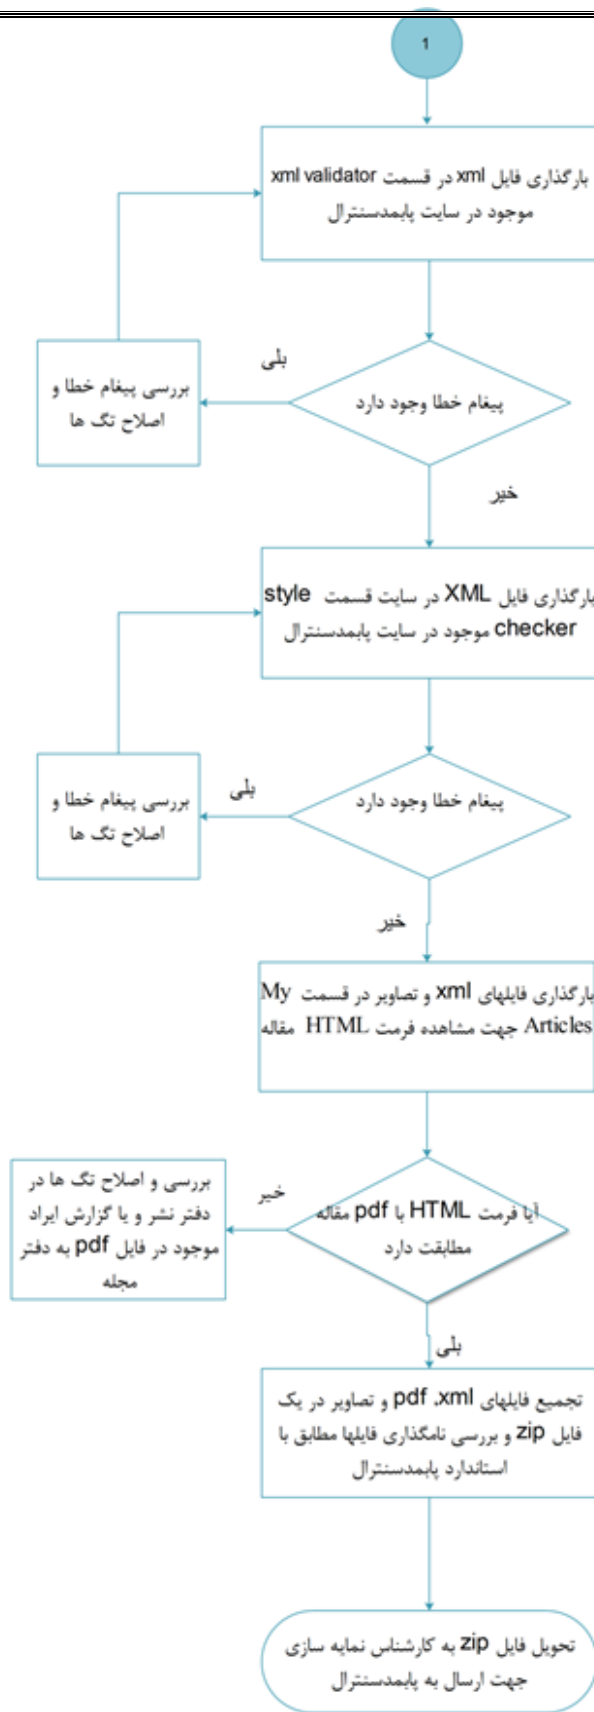 1
بارگذاری فایل xml در قسمت xml validator
موجود در سایت پابمدسنترال
بلی
پیغام خطا وجود دارد
بررسی پیغام خطا و
اصلاح تگ ها
خیر
بارگذاری فایل XML در سایت قسمت style
checker موجود در سایت پابمدسنترال
بلی
پیغام خطا وجود دارد
بررسی پیغام خطا و
اصلاح تگ ها
خیر
بارگذاری فایلهای xml و تصاویر در قسمت My
Articles جهت مشاهده فرمت HTML مقاله
آیا فرمت HTML با pdf مقاله
مطابقت دارد
خیر
بررسی و اصلاح تگ ها در
دفتر نشر و یا گزارش ایراد
موجود در فایل pdf به دفتر
مجله
بلی
تجمیع فایلهای pdf ،xml و تصاویر در یک
فایل zip و بررسی نامگذاری فایلها مطابق با
استاندارد پابمدسنترال
تحویل فایل zip به کارشناس نمایه سازی
جهت ارسال به پابمدسنترال